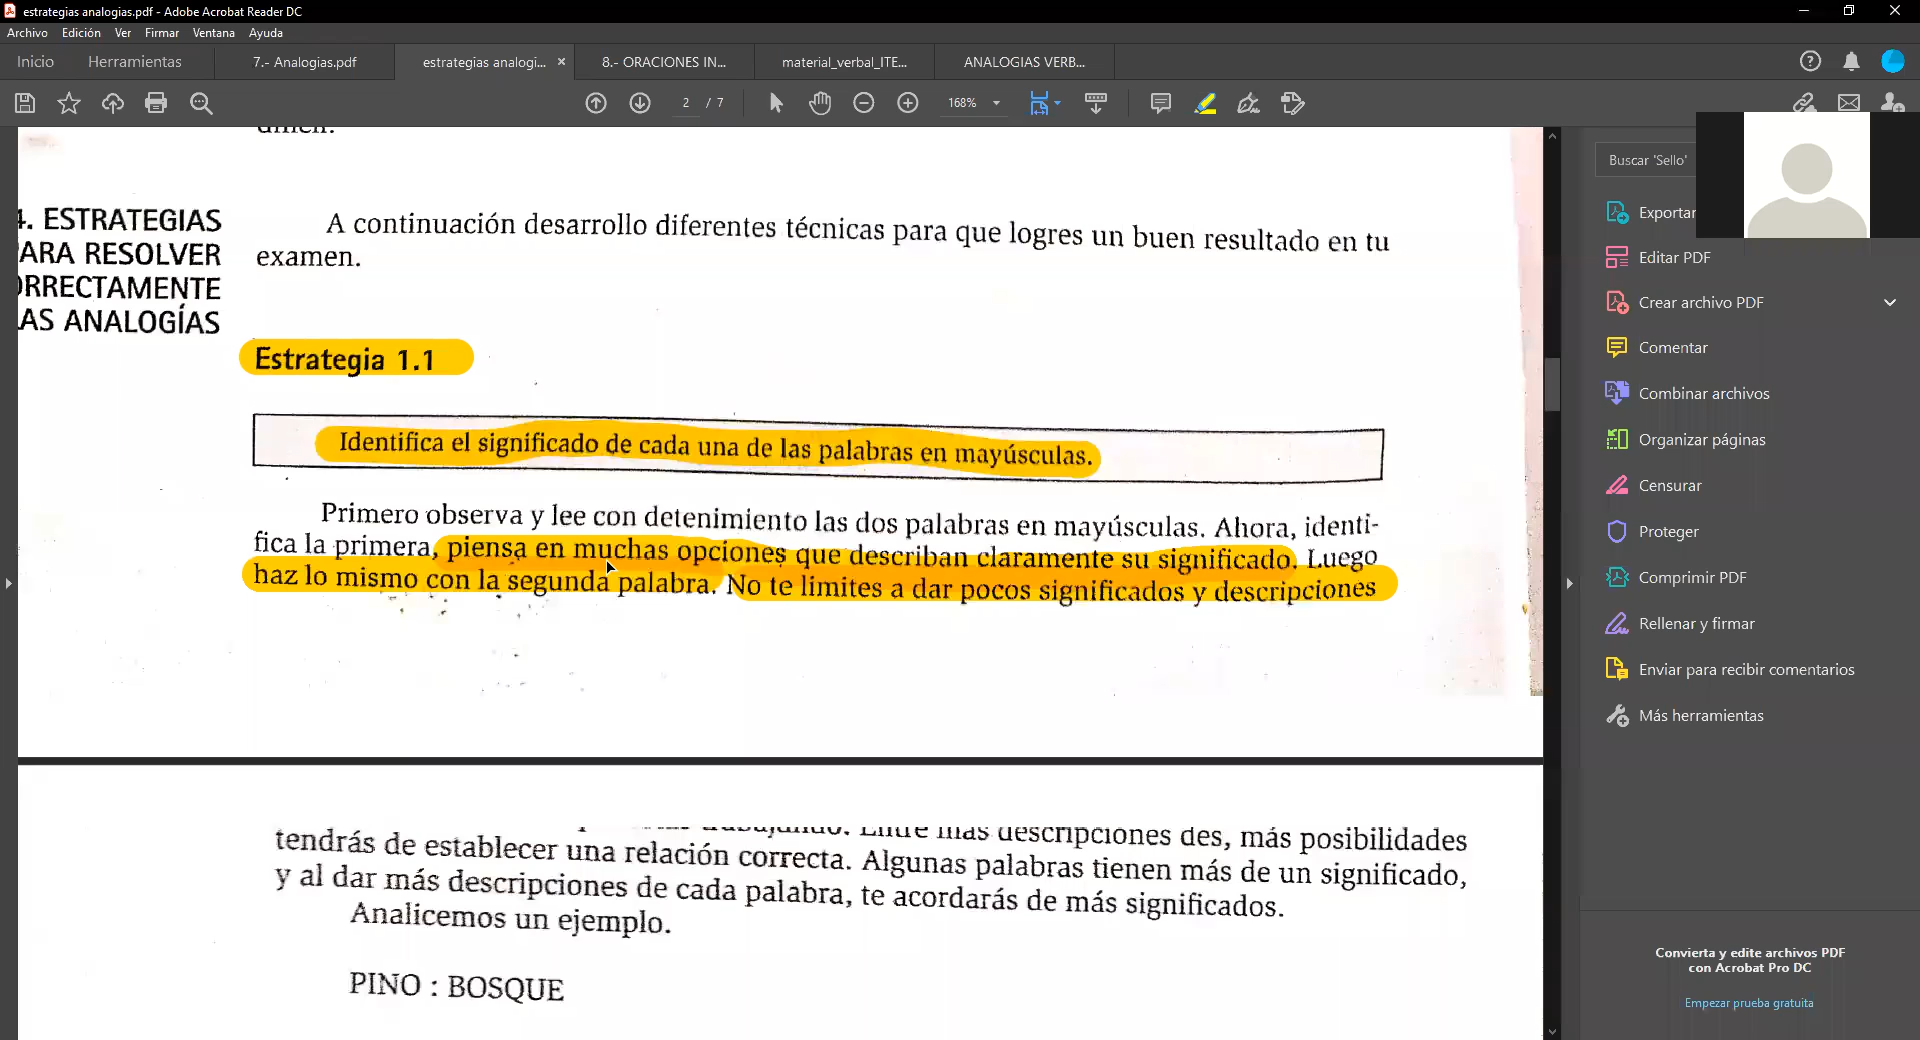 estrategias analogias.pdf - Adobe Acrobat Reader DC
Archivo Edición Ver Firmar Ventana Ayuda
Inicio Herramientas 7.- Analogias.pdf estrategias analogi... × 8.- ORACIONES IN... material_verbal_ITE... ANALOGIAS VERB...
2 / 7 168%
4. ESTRATEGIAS
ARA RESOLVER
RRECTAMENTE
AS ANALOGÍAS
A continuación desarrollo diferentes técnicas para que logres un buen resultado en tu
examen.
Estrategia 1.1
Identifica el significado de cada una de las palabras en mayúsculas.
Primero observa y lee con detenimiento las dos palabras en mayúsculas. Ahora, identi-
fica la primera, piensa en muchas opciones que describan claramente su significado. Luego
haz lo mismo con la segunda palabra. No te limites a dar pocos significados y descripciones
Entre más descripciones des, más posibilidades
tendrás de establecer una relación correcta. Algunas palabras tienen más de un significado,
y al dar más descripciones de cada palabra, te acordarás de más significados.
Analicemos un ejemplo.
PINO : BOSQUE
Buscar 'Sello'
Exportar
Editar PDF
Crear archivo PDF
Comentar
Combinar archivos
Organizar páginas
Censurar
Proteger
Comprimir PDF
Rellenar y firmar
Enviar para recibir comentarios
Más herramientas
Convierta y edite archivos PDF
con Acrobat Pro DC
Empezar prueba gratuita